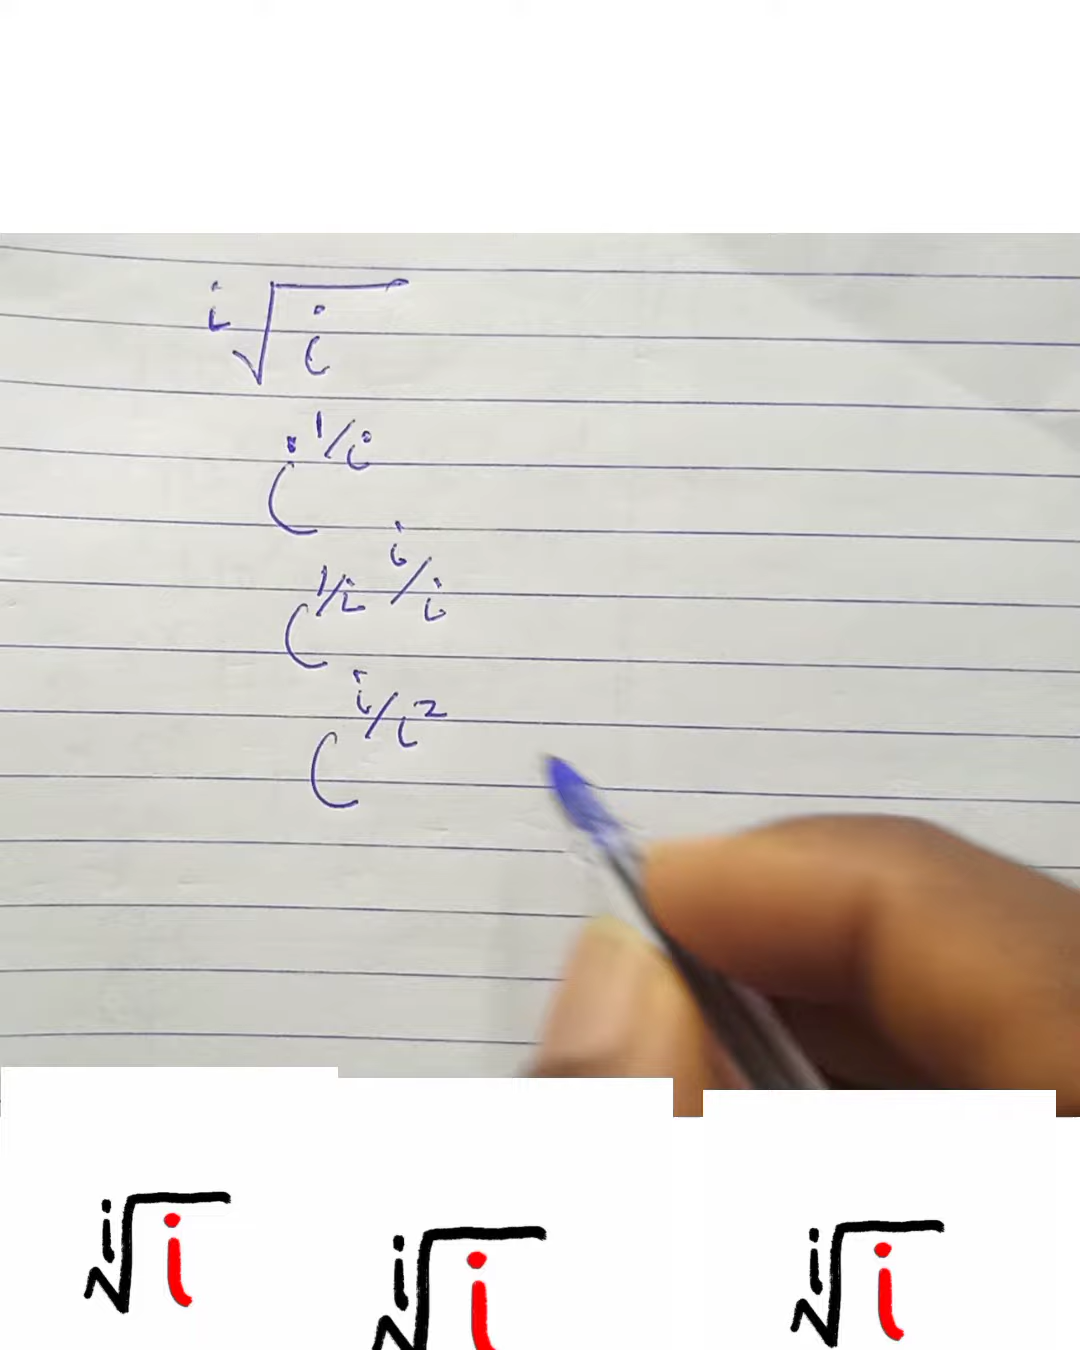 i√i
i^1/i
i^1/i i/i
i^i/i²
i√i i√i i√i